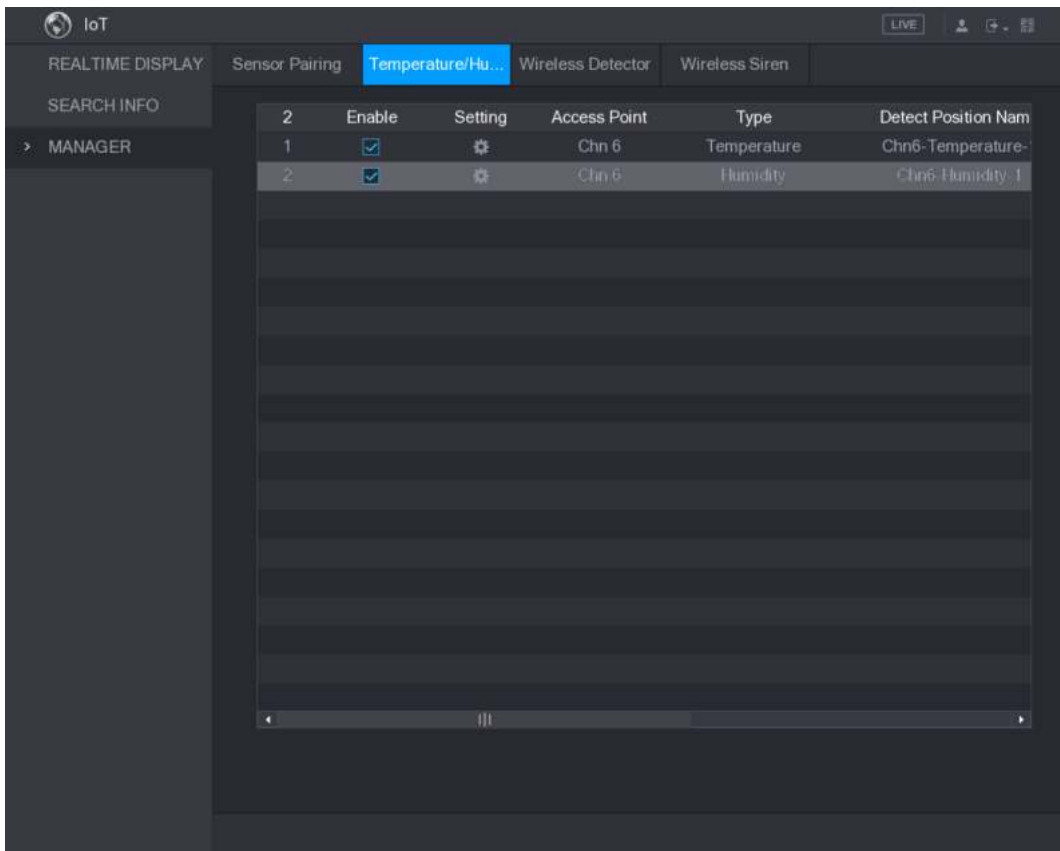 IoT
LIVE
REALTIME DISPLAY
SEARCH INFO
MANAGER
Sensor Pairing
Temperature/Hu...
Wireless Detector
Wireless Siren
2 Enable Setting Access Point Type Detect Position Nam
1 Chn 6 Temperature Chn6-Temperature-
2 Chn 6 Humidity Chn6-Humidity-1